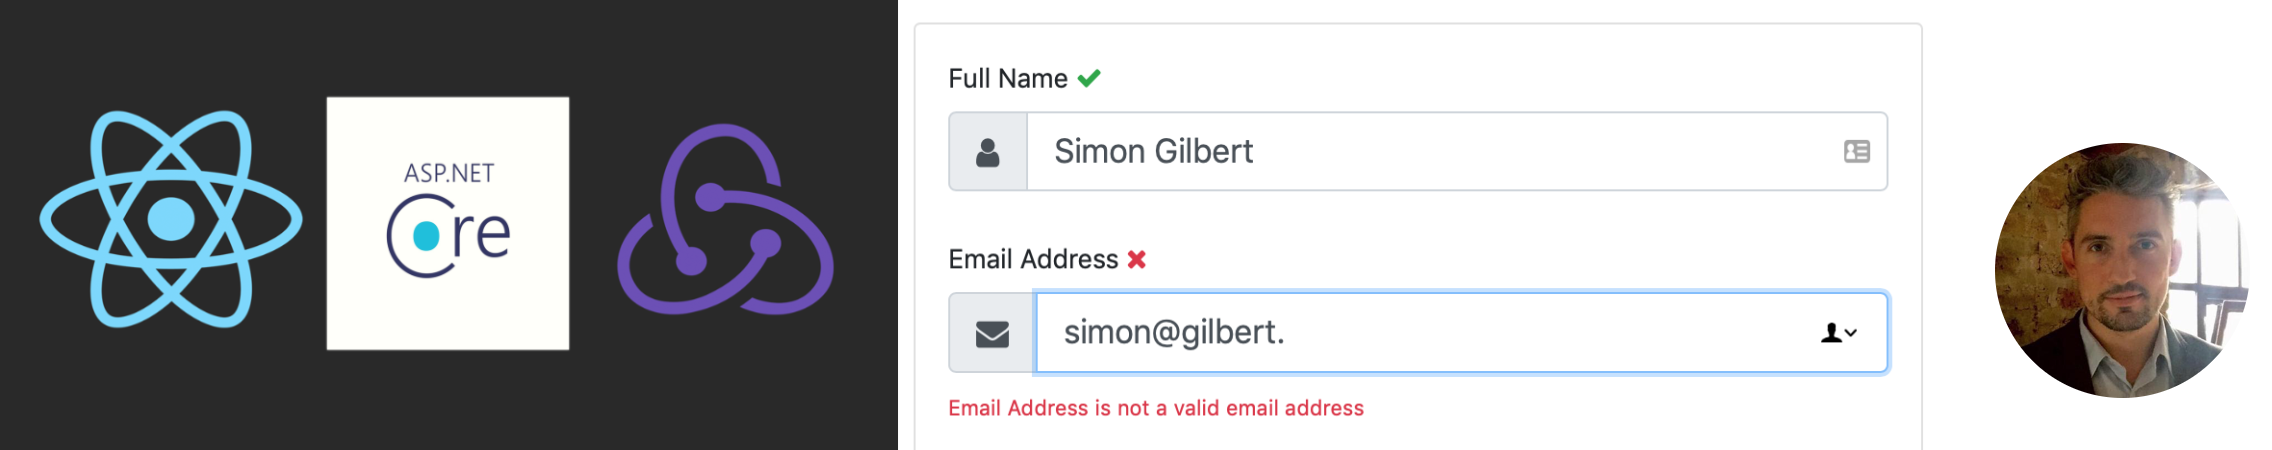 ASP.NET
Core
Full Name
Simon Gilbert
Email Address
simon@gilbert.
Email Address is not a valid email address